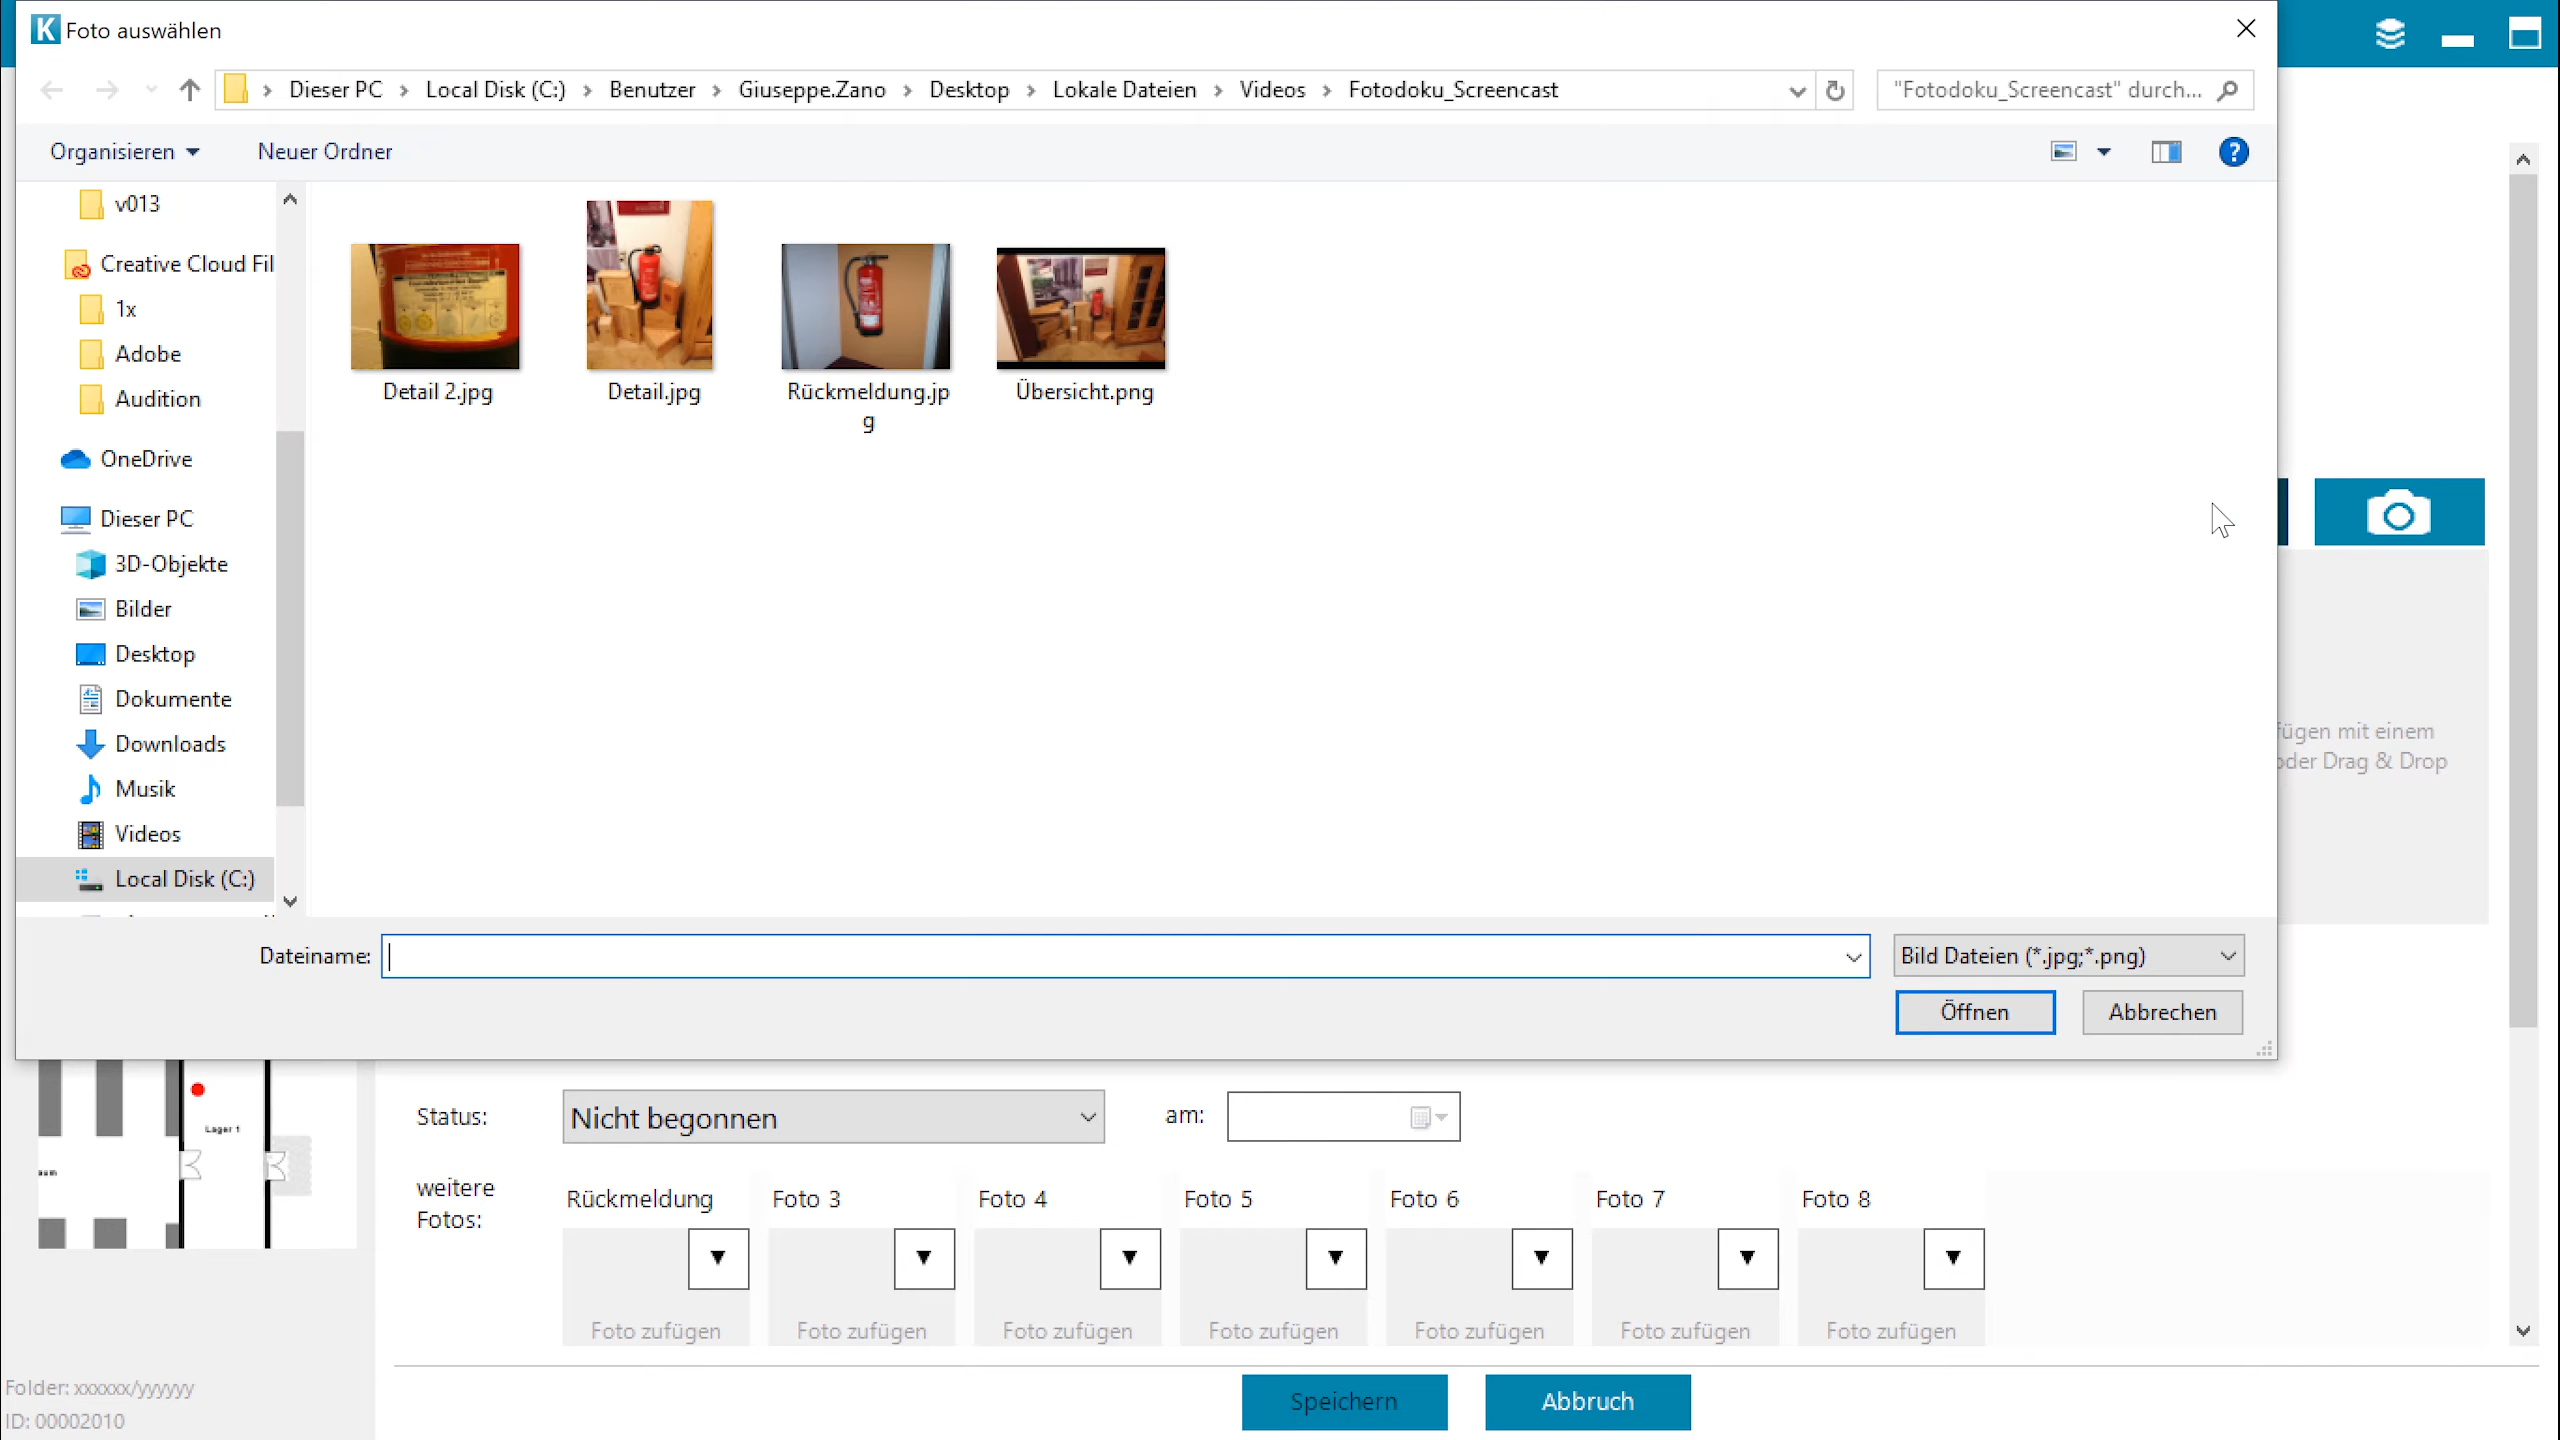 Foto auswählen
Dieser PC
Local Disk (C:)
Benutzer
Giuseppe.Zano
Desktop
Lokale Dateien
Videos
Fotodoku_Screencast
"Fotodoku_Screencast" durch...
Organisieren
Neuer Ordner
v013
Creative Cloud Fil
1x
Adobe
Audition
OneDrive
Dieser PC
3D-Objekte
Bilder
Desktop
Dokumente
Downloads
Musik
Videos
Local Disk (C:)
Detail 2.jpg
Detail.jpg
Rückmeldung.jp
g
Übersicht.png
fügen mit einem
oder Drag & Drop
Dateiname:
Bild Dateien (*.jpg;*.png)
Öffnen
Abbrechen
Lager 1
Status:
Nicht begonnen
am:
weitere
Fotos:
Rückmeldung
Foto 3
Foto 4
Foto 5
Foto 6
Foto 7
Foto 8
Foto zufügen
Foto zufügen
Foto zufügen
Foto zufügen
Foto zufügen
Foto zufügen
Foto zufügen
Speichern
Abbruch
Folder: xxxxxx/yyyyyy
ID: 00002010